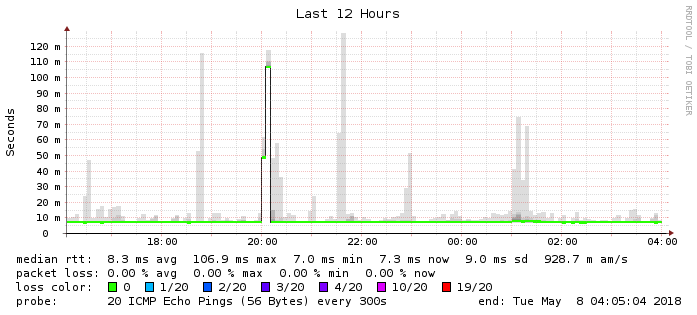 Last 12 Hours
RRDTOOL / TOBI OETIKER
Seconds
120 m
110 m
100 m
90 m
80 m
70 m
60 m
50 m
40 m
30 m
20 m
10 m
0
18:00 20:00 22:00 00:00 02:00 04:00
median rtt: 8.3 ms avg 106.9 ms max 7.0 ms min 7.3 ms now 9.0 ms sd 928.7 m am/s
packet loss: 0.00 % avg 0.00 % max 0.00 % min 0.00 % now
loss color: 0 1/20 2/20 3/20 4/20 10/20 19/20
probe: 20 ICMP Echo Pings (56 Bytes) every 300s end: Tue May 8 04:05:04 2018